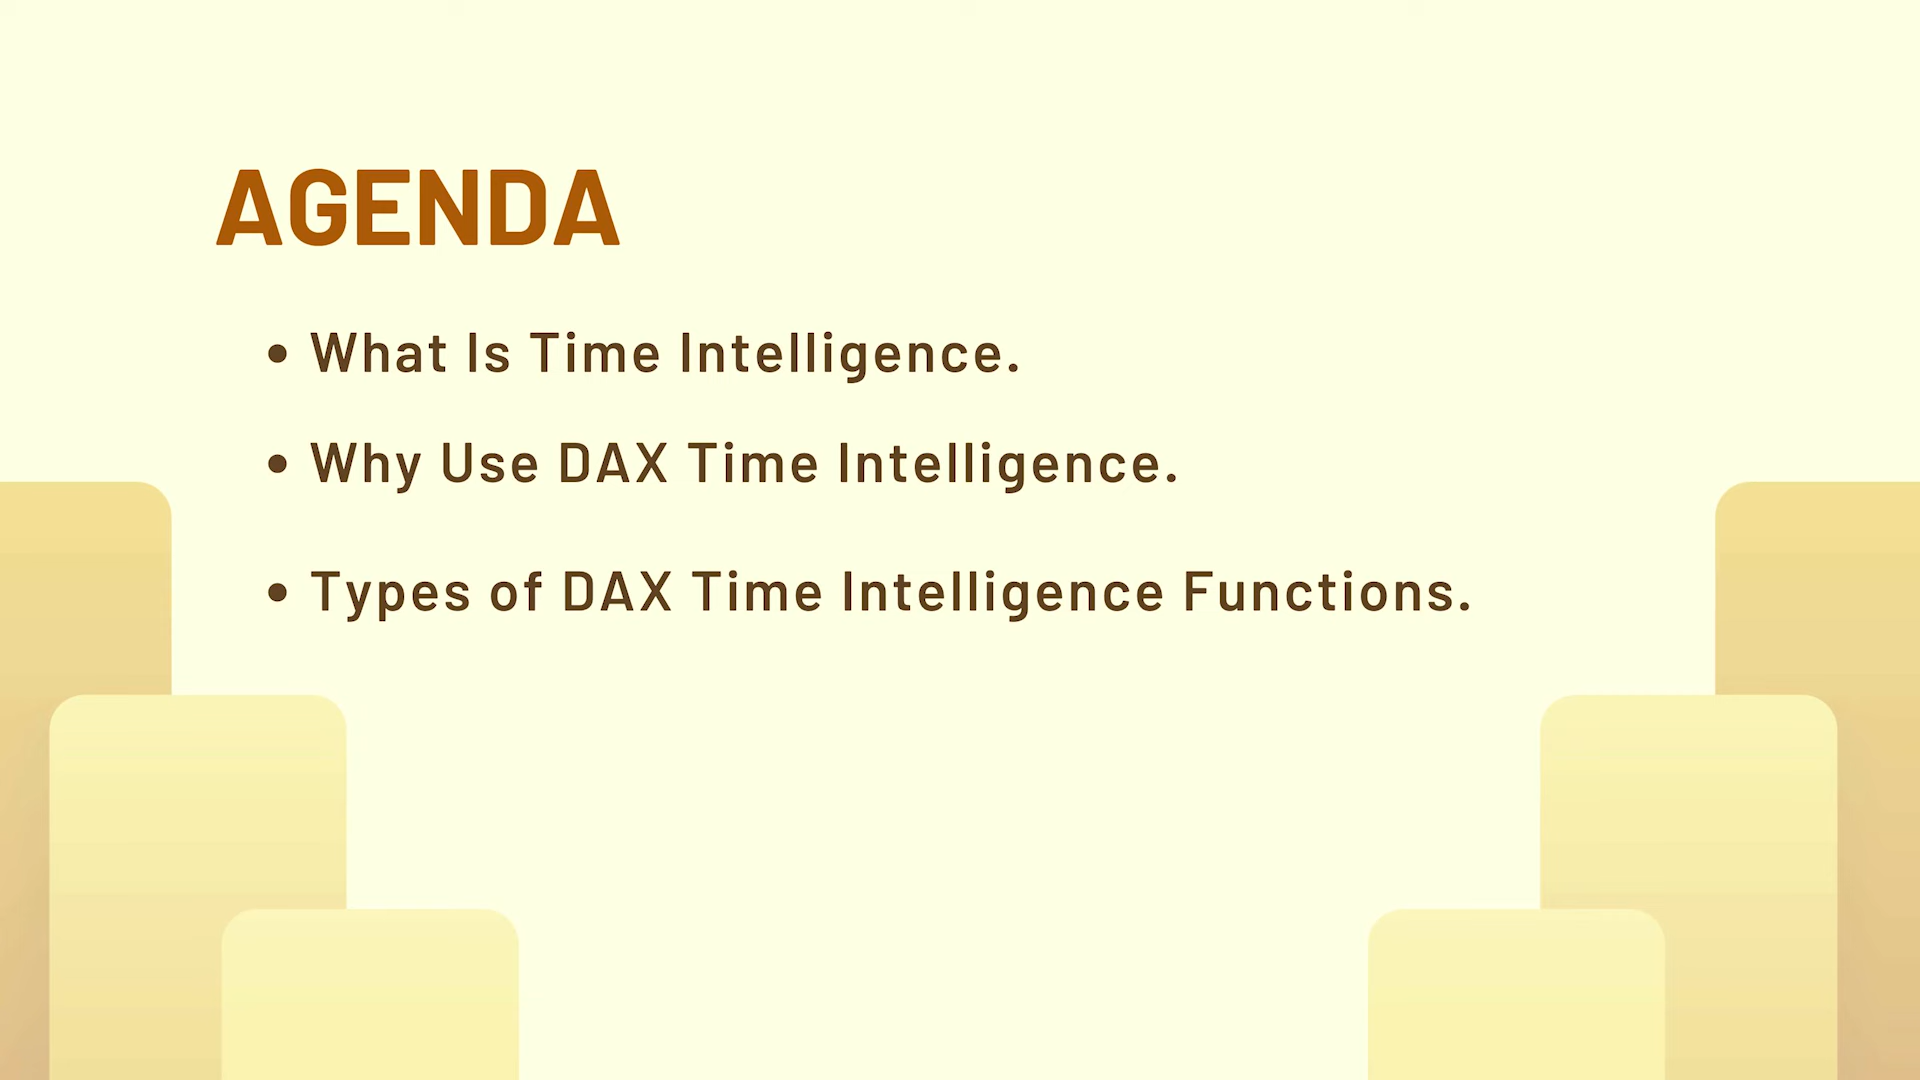 AGENDA
• What Is Time Intelligence.
• Why Use DAX Time Intelligence.
• Types of DAX Time Intelligence Functions.